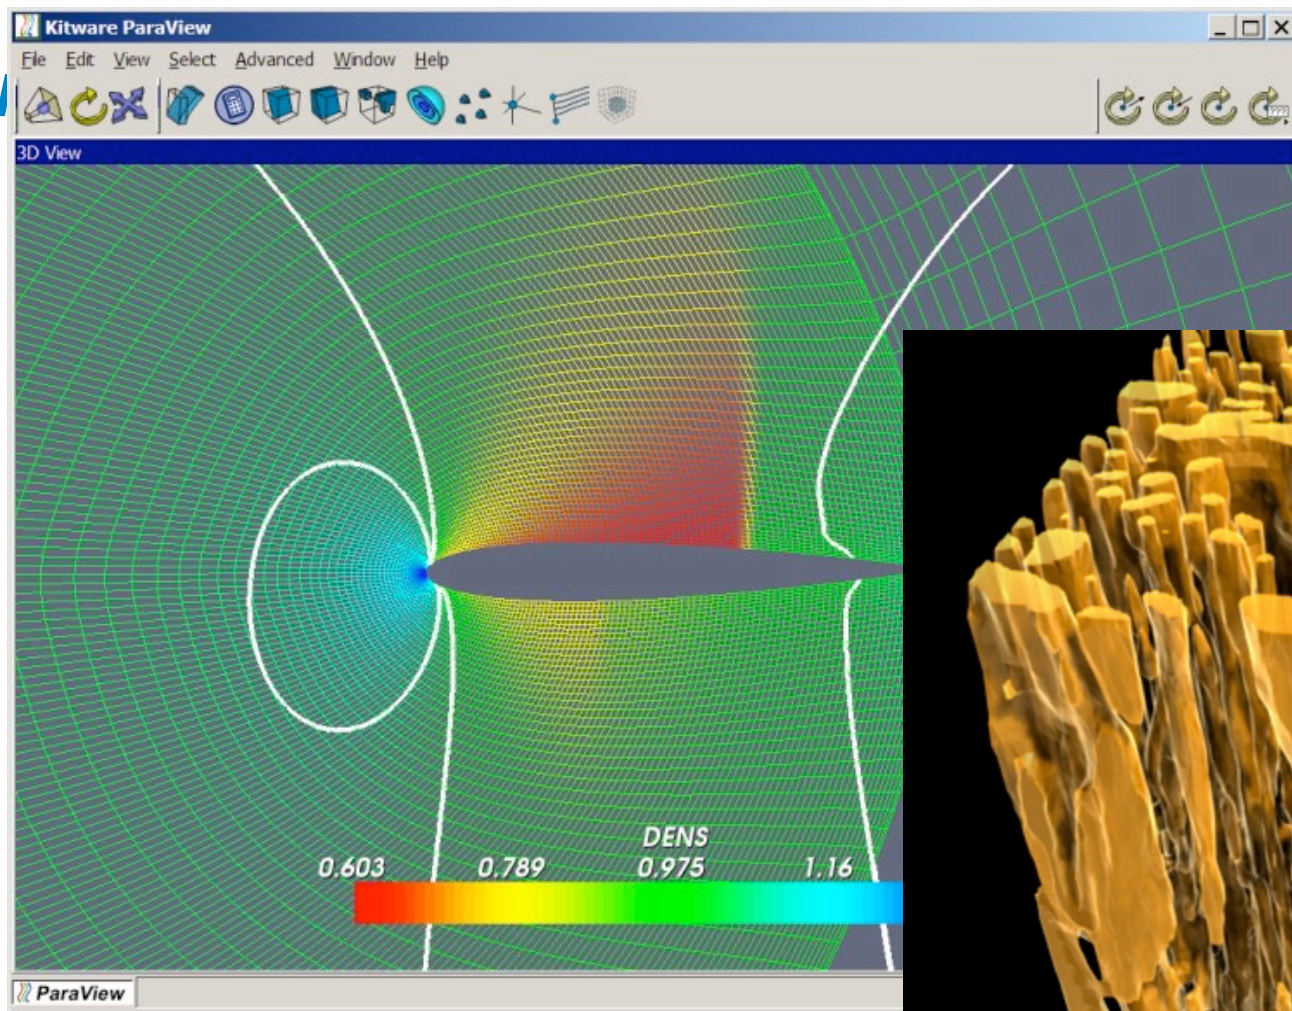 Kitware ParaView
File Edit View Select Advanced Window Help
3D View
DENS
0.603 0.789 0.975 1.16
ParaView